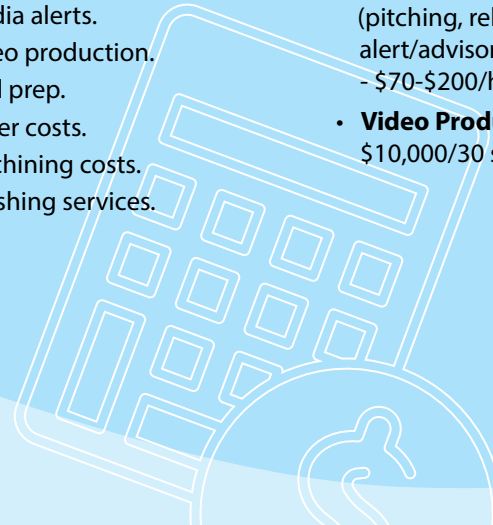 dia alerts.
eo production.
l prep.
er costs.
hining costs.
shing services.
(pitching, rel
alert/advisor
- $70-$200/h
• Video Produ
$10,000/30 s
$